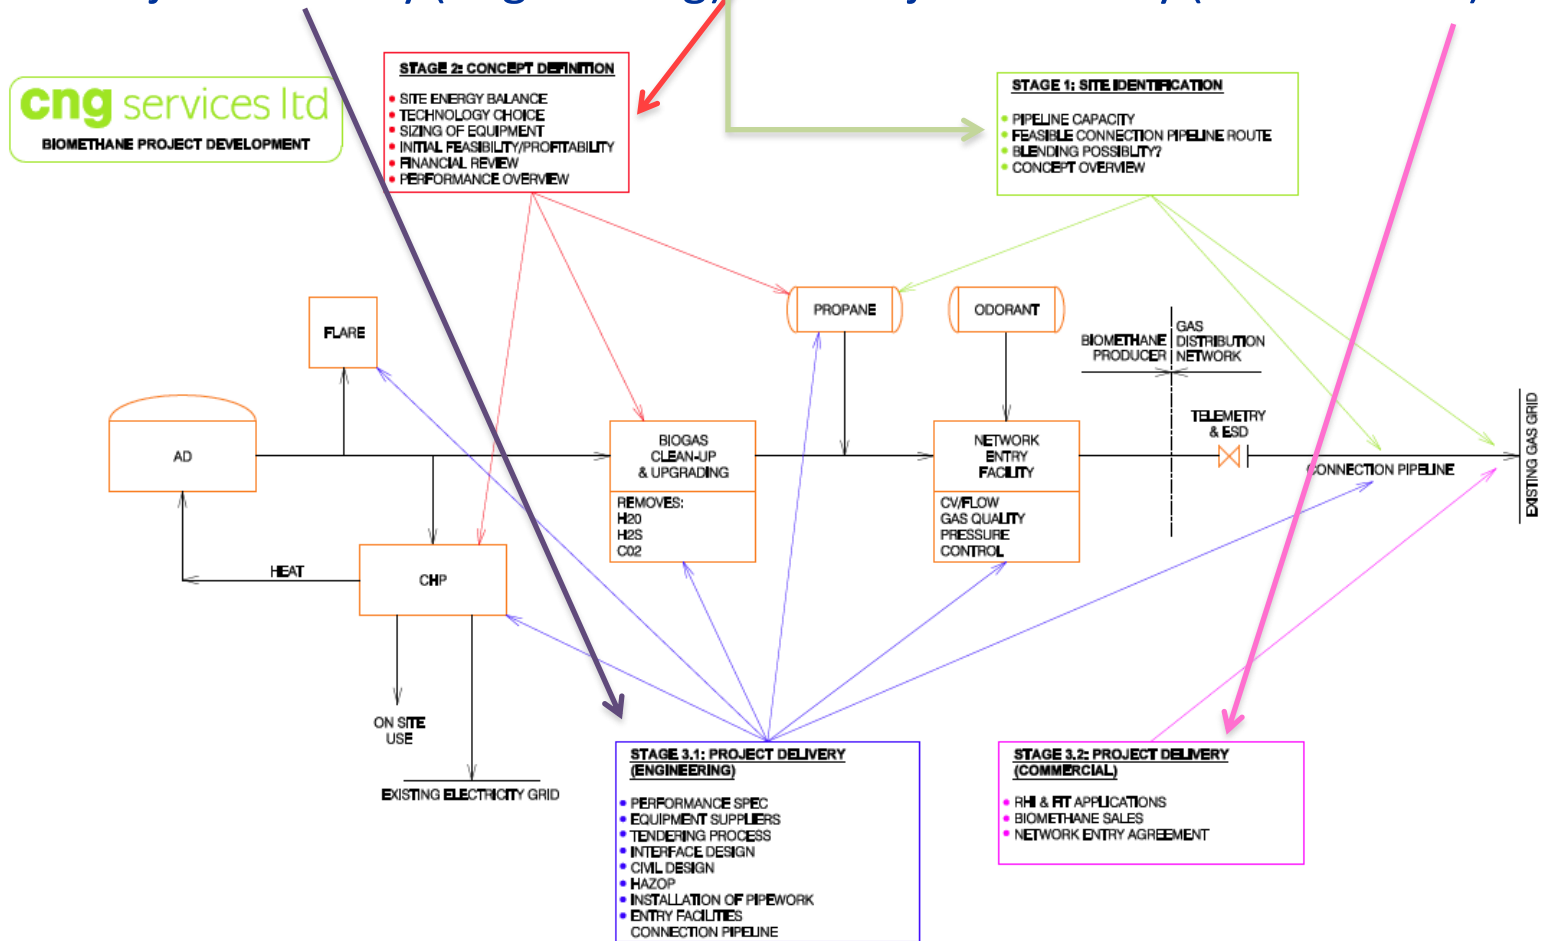 cng services ltd
BIOMETHANE PROJECT DEVELOPMENT
STAGE 2: CONCEPT DEFINITION
• SITE ENERGY BALANCE
• TECHNOLOGY CHOICE
• SIZING OF EQUIPMENT
• INITIAL FEASIBILITY/PROFITABILITY
• FINANCIAL REVIEW
• PERFORMANCE OVERVIEW
STAGE 1: SITE IDENTIFICATION
• PIPELINE CAPACITY
• FEASIBLE CONNECTION PIPELINE ROUTE
• BLENDING POSSIBLITY?
• CONCEPT OVERVIEW
FLARE
PROPANE
ODORANT
BIOMETHANE
PRODUCER
GAS
DISTRIBUTION
NETWORK
AD
BIOGAS
CLEAN-UP
& UPGRADING
REMOVES:
H20
H2S
C02
NETWORK
ENTRY
FACILITY
CV/FLOW
GAS QUALITY
PRESSURE
CONTROL
TELEMETRY
& ESD
CONNECTION PIPELINE
EXISTING GAS GRID
HEAT
CHP
ON SITE
USE
EXISTING ELECTRICITY GRID
STAGE 3.1: PROJECT DELIVERY
(ENGINEERING)
• PERFORMANCE SPEC
• EQUIPMENT SUPPLIERS
• TENDERING PROCESS
• INTERFACE DESIGN
• CIVIL DESIGN
• HAZOP
• INSTALLATION OF PIPEWORK
• ENTRY FACILITIES
CONNECTION PIPELINE
STAGE 3.2: PROJECT DELIVERY
(COMMERCIAL)
• RHI & FIT APPLICATIONS
• BIOMETHANE SALES
• NETWORK ENTRY AGREEMENT